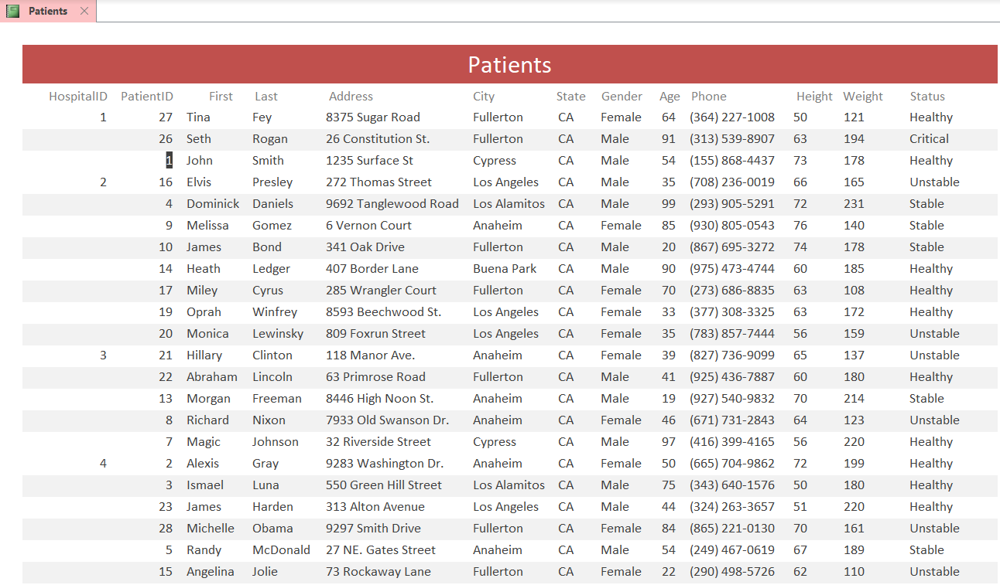 Patients
Patients
HospitalID PatientID First Last Address City State Gender Age Phone Height Weight Status
1 27 Tina Fey 8375 Sugar Road Fullerton CA Female 64 (364) 227-1008 50 121 Healthy
26 Seth Rogan 26 Constitution St. Fullerton CA Male 91 (313) 539-8907 63 194 Critical
1 John Smith 1235 Surface St Cypress CA Male 54 (155) 868-4437 73 178 Healthy
2 16 Elvis Presley 272 Thomas Street Los Angeles CA Male 35 (708) 236-0019 66 165 Unstable
4 Dominick Daniels 9692 Tanglewood Road Los Alamitos CA Male 99 (293) 905-5291 72 231 Stable
9 Melissa Gomez 6 Vernon Court Anaheim CA Female 85 (930) 805-0543 76 140 Stable
10 James Bond 341 Oak Drive Fullerton CA Male 20 (867) 695-3272 74 178 Stable
14 Heath Ledger 407 Border Lane Buena Park CA Male 90 (975) 473-4744 60 185 Healthy
17 Miley Cyrus 285 Wrangler Court Fullerton CA Female 70 (273) 686-8835 63 108 Healthy
19 Oprah Winfrey 8593 Beechwood St. Los Angeles CA Female 33 (377) 308-3325 63 172 Healthy
20 Monica Lewinsky 809 Foxrun Street Los Angeles CA Female 35 (783) 857-7444 56 159 Unstable
3 21 Hillary Clinton 118 Manor Ave. Anaheim CA Female 39 (827) 736-9099 65 137 Unstable
22 Abraham Lincoln 63 Primrose Road Fullerton CA Male 41 (925) 436-7887 60 180 Healthy
13 Morgan Freeman 8446 High Noon St. Anaheim CA Male 19 (927) 540-9832 70 214 Stable
8 Richard Nixon 7933 Old Swanson Dr. Anaheim CA Female 46 (671) 731-2843 64 123 Unstable
7 Magic Johnson 32 Riverside Street Cypress CA Male 97 (416) 399-4165 56 220 Healthy
4 2 Alexis Gray 9283 Washington Dr. Anaheim CA Female 50 (665) 704-9862 72 199 Healthy
3 Ismael Luna 550 Green Hill Street Los Alamitos CA Male 75 (343) 640-1576 50 180 Healthy
23 James Harden 313 Alton Avenue Los Angeles CA Male 44 (324) 263-3657 51 220 Healthy
28 Michelle Obama 9297 Smith Drive Fullerton CA Female 84 (865) 221-0130 70 161 Unstable
5 Randy McDonald 27 NE. Gates Street Anaheim CA Male 54 (249) 467-0619 67 189 Stable
15 Angelina Jolie 73 Rockaway Lane Fullerton CA Female 22 (290) 498-5726 62 110 Unstable